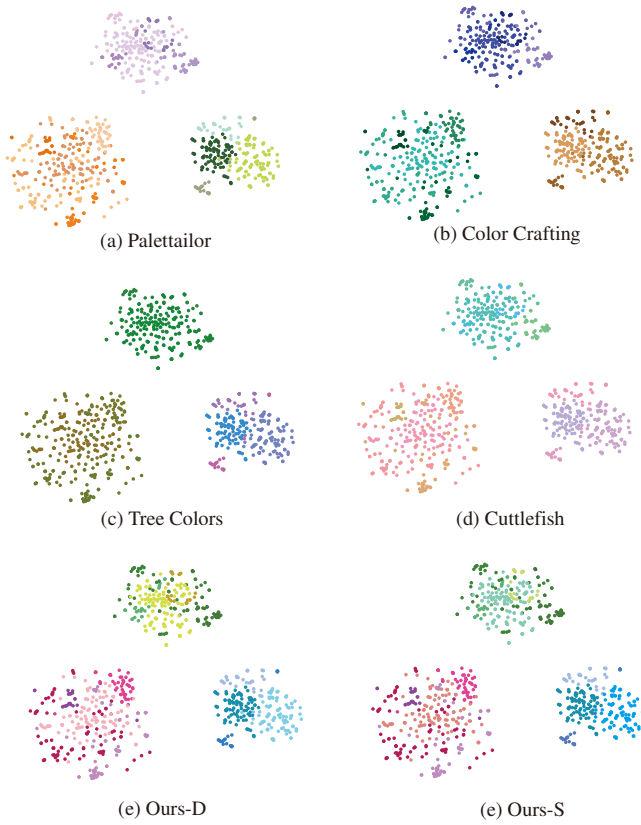 (a) Palettailor
(b) Color Crafting
(c) Tree Colors
(d) Cuttlefish
(e) Ours-D
(e) Ours-S